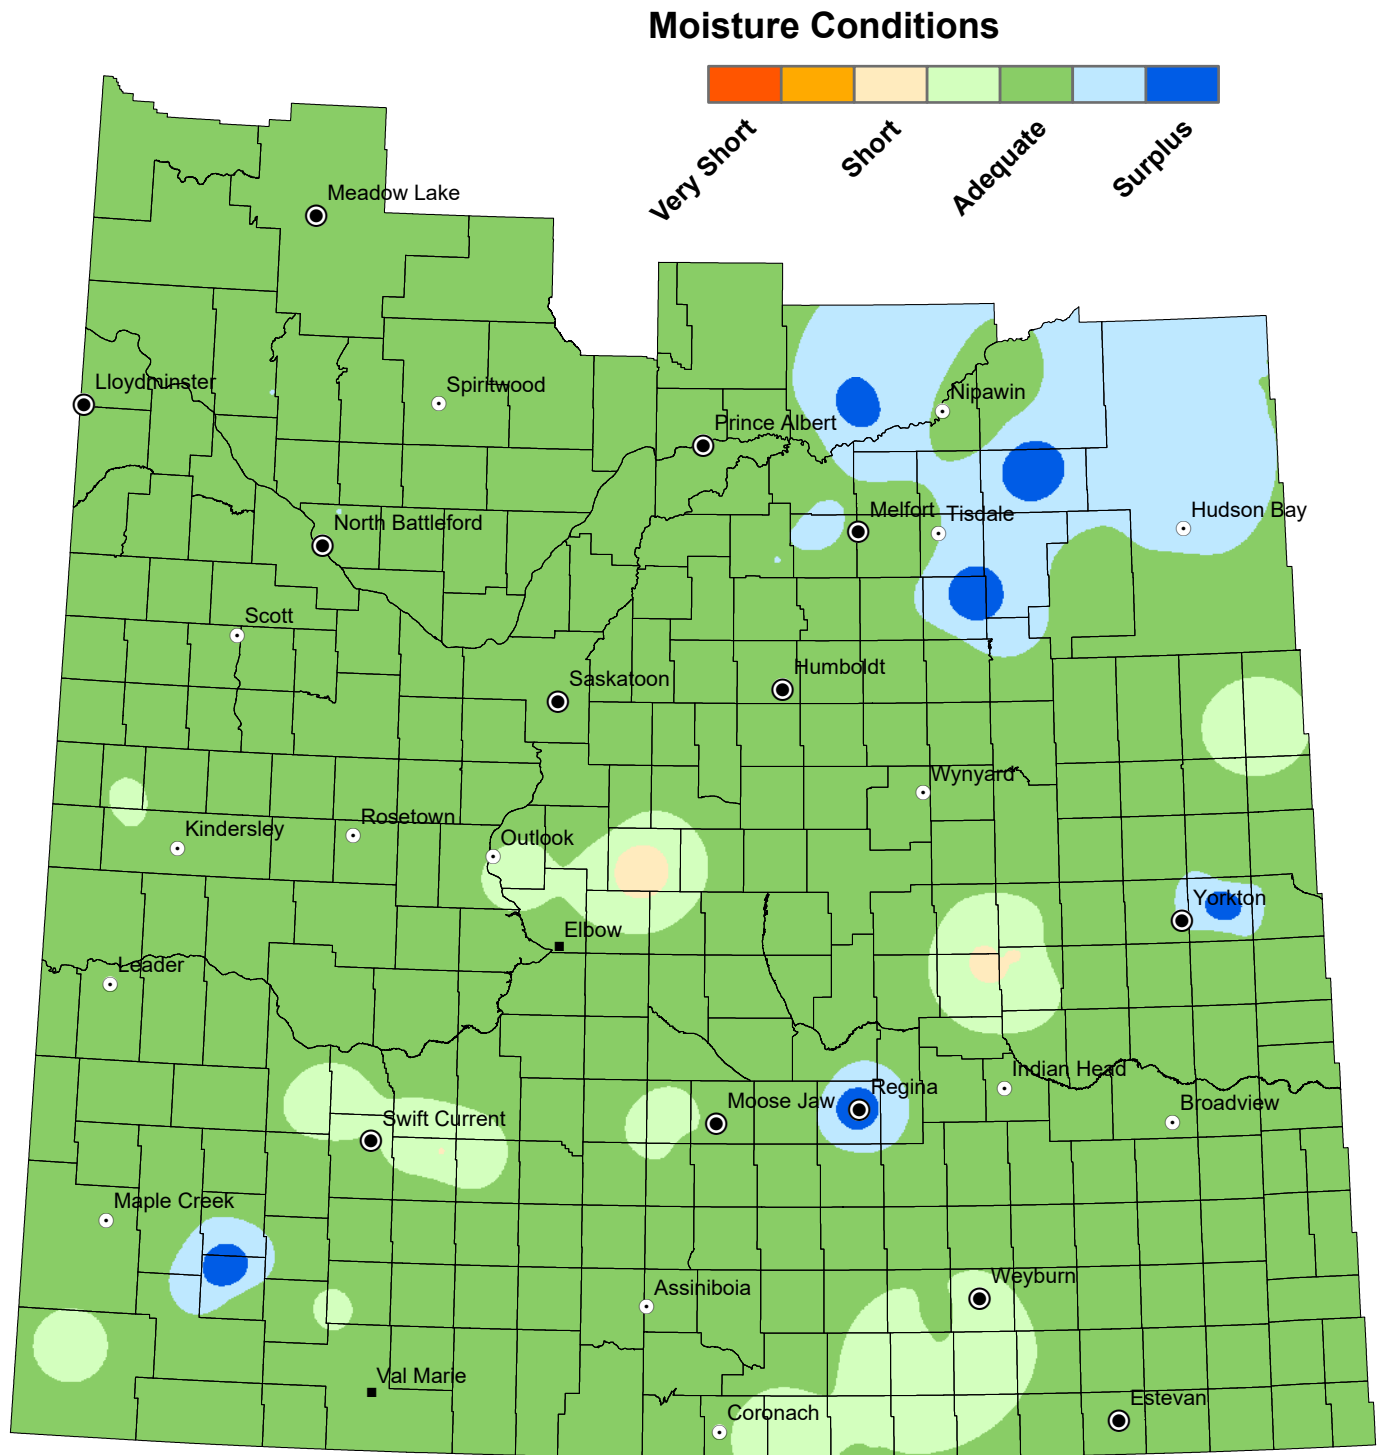 Moisture Conditions
Very Short
Short
Adequate
Surplus
Meadow Lake
Lloydminster
Spiritwood
Nipawin
Prince Albert
North Battleford
Melfort
Tisdale
Hudson Bay
Scott
Saskatoon
Humboldt
Wynyard
Kindersley
Rosetown
Outlook
Yorkton
Elbow
Leader
Indian Head
Regina
Moose Jaw
Swift Current
Broadview
Maple Creek
Assiniboia
Weyburn
Val Marie
Coronach
Estevan